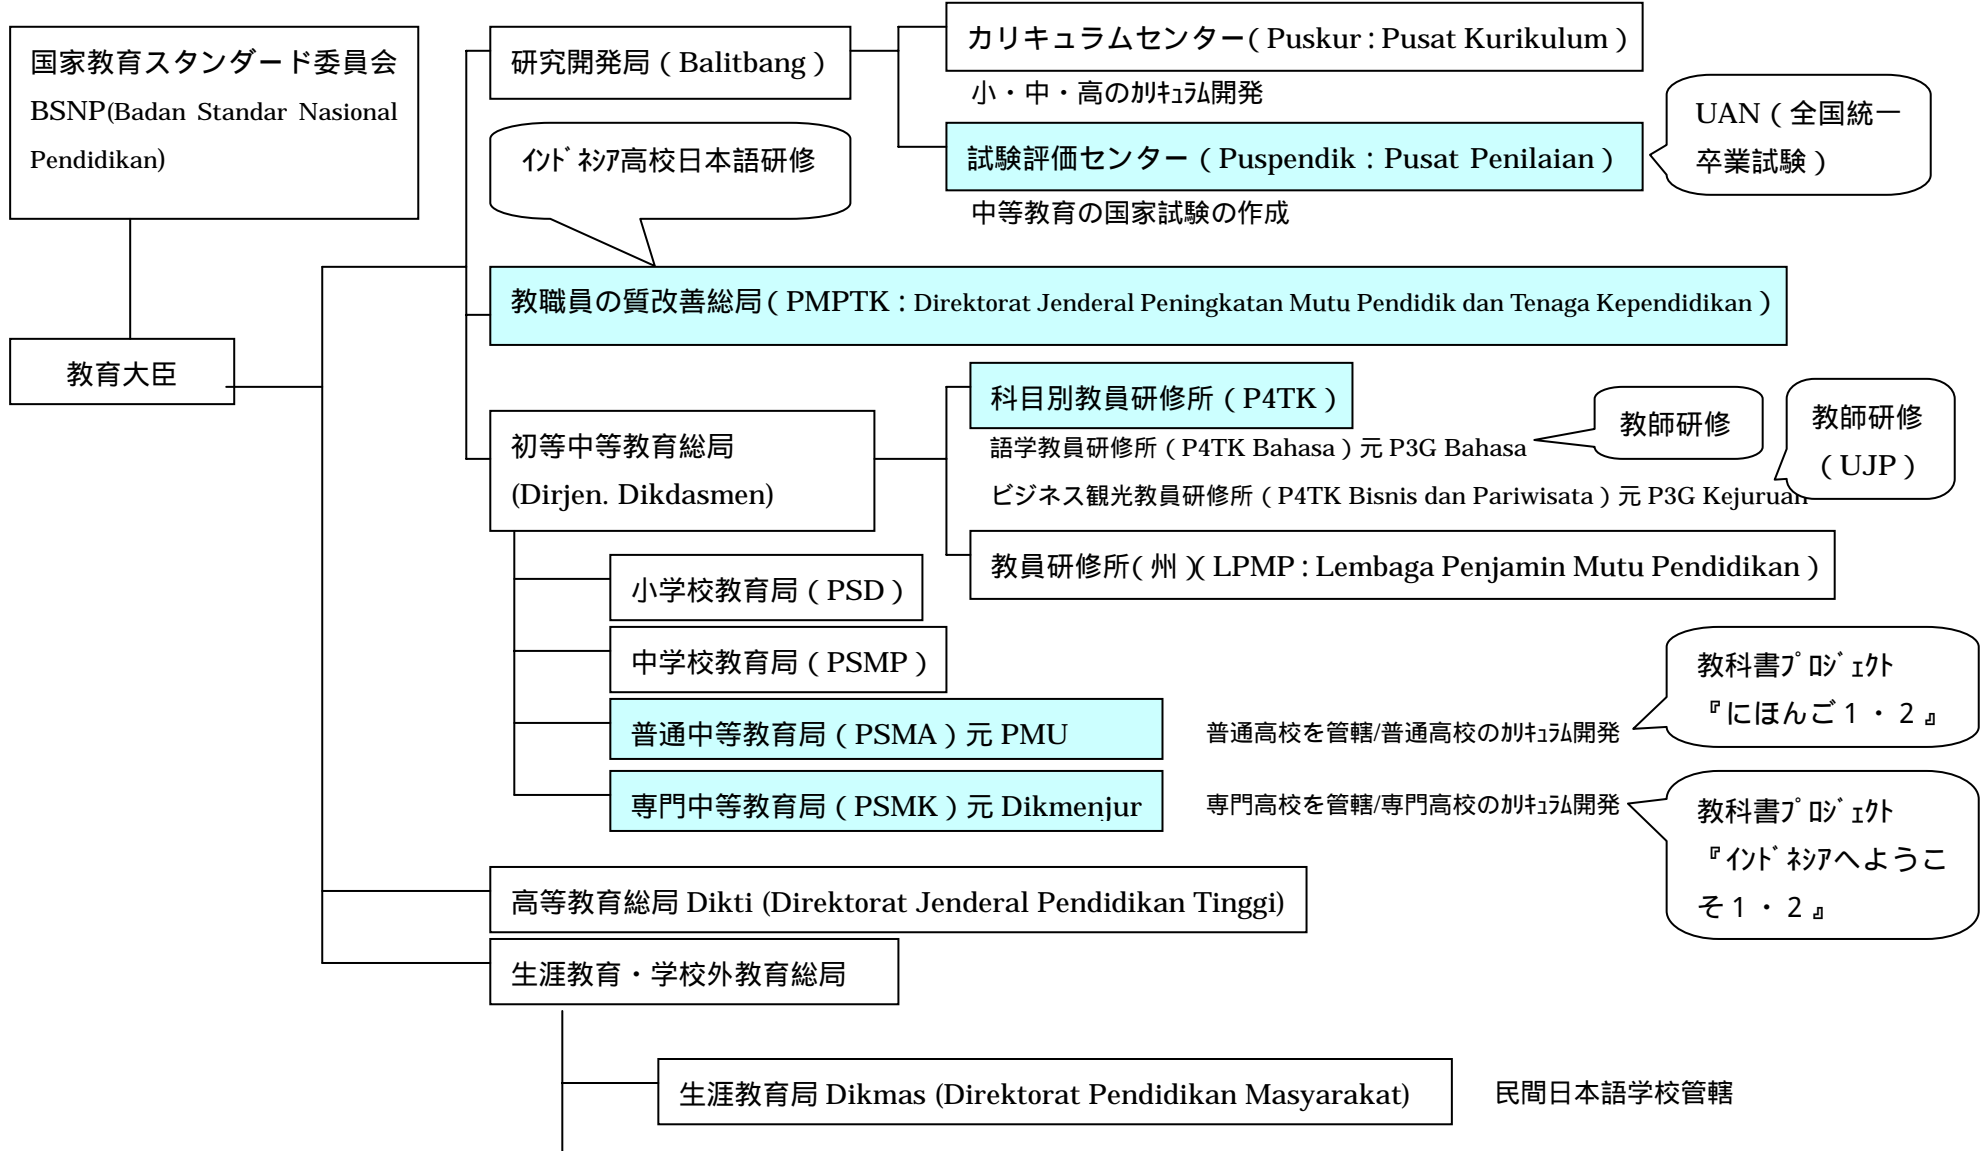 国家教育スタンダード委員会
BSNP(Badan Standar Nasional
Pendidikan)
教育大臣
研究開発局（Balitbang）
カリキュラムセンター（Puskur：Pusat Kurikulum）
小・中・高のｶﾘｷｭﾗﾑ開発
試験評価センター（Puspendik：Pusat Penilaian）
中等教育の国家試験の作成
UAN（全国統一
卒業試験）
ｲﾝﾄﾞﾈｼｱ高校日本語研修
教職員の質改善総局（PMPTK：Direktorat Jenderal Peningkatan Mutu Pendidik dan Tenaga Kependidikan）
初等中等教育総局
(Dirjen. Dikdasmen)
科目別教員研修所（P4TK）
語学教員研修所（P4TK Bahasa）元 P3G Bahasa
ビジネス観光教員研修所（P4TK Bisnis dan Pariwisata）元 P3G Kejuruan
教師研修
教師研修
（UJP）
教員研修所（州）（LPMP：Lembaga Penjamin Mutu Pendidikan）
小学校教育局（PSD）
中学校教育局（PSMP）
普通中等教育局（PSMA）元 PMU
普通高校を管轄/普通高校のｶﾘｷｭﾗﾑ開発
教科書ﾌﾟﾛｼﾞｪｸﾄ
『にほんご１・２』
専門中等教育局（PSMK）元 Dikmenjur
専門高校を管轄/専門高校のｶﾘｷｭﾗﾑ開発
教科書ﾌﾟﾛｼﾞｪｸﾄ
『ｲﾝﾄﾞﾈｼｱへようこ
そ１・２』
高等教育総局 Dikti (Direktorat Jenderal Pendidikan Tinggi)
生涯教育・学校外教育総局
生涯教育局 Dikmas (Direktorat Pendidikan Masyarakat)
民間日本語学校管轄